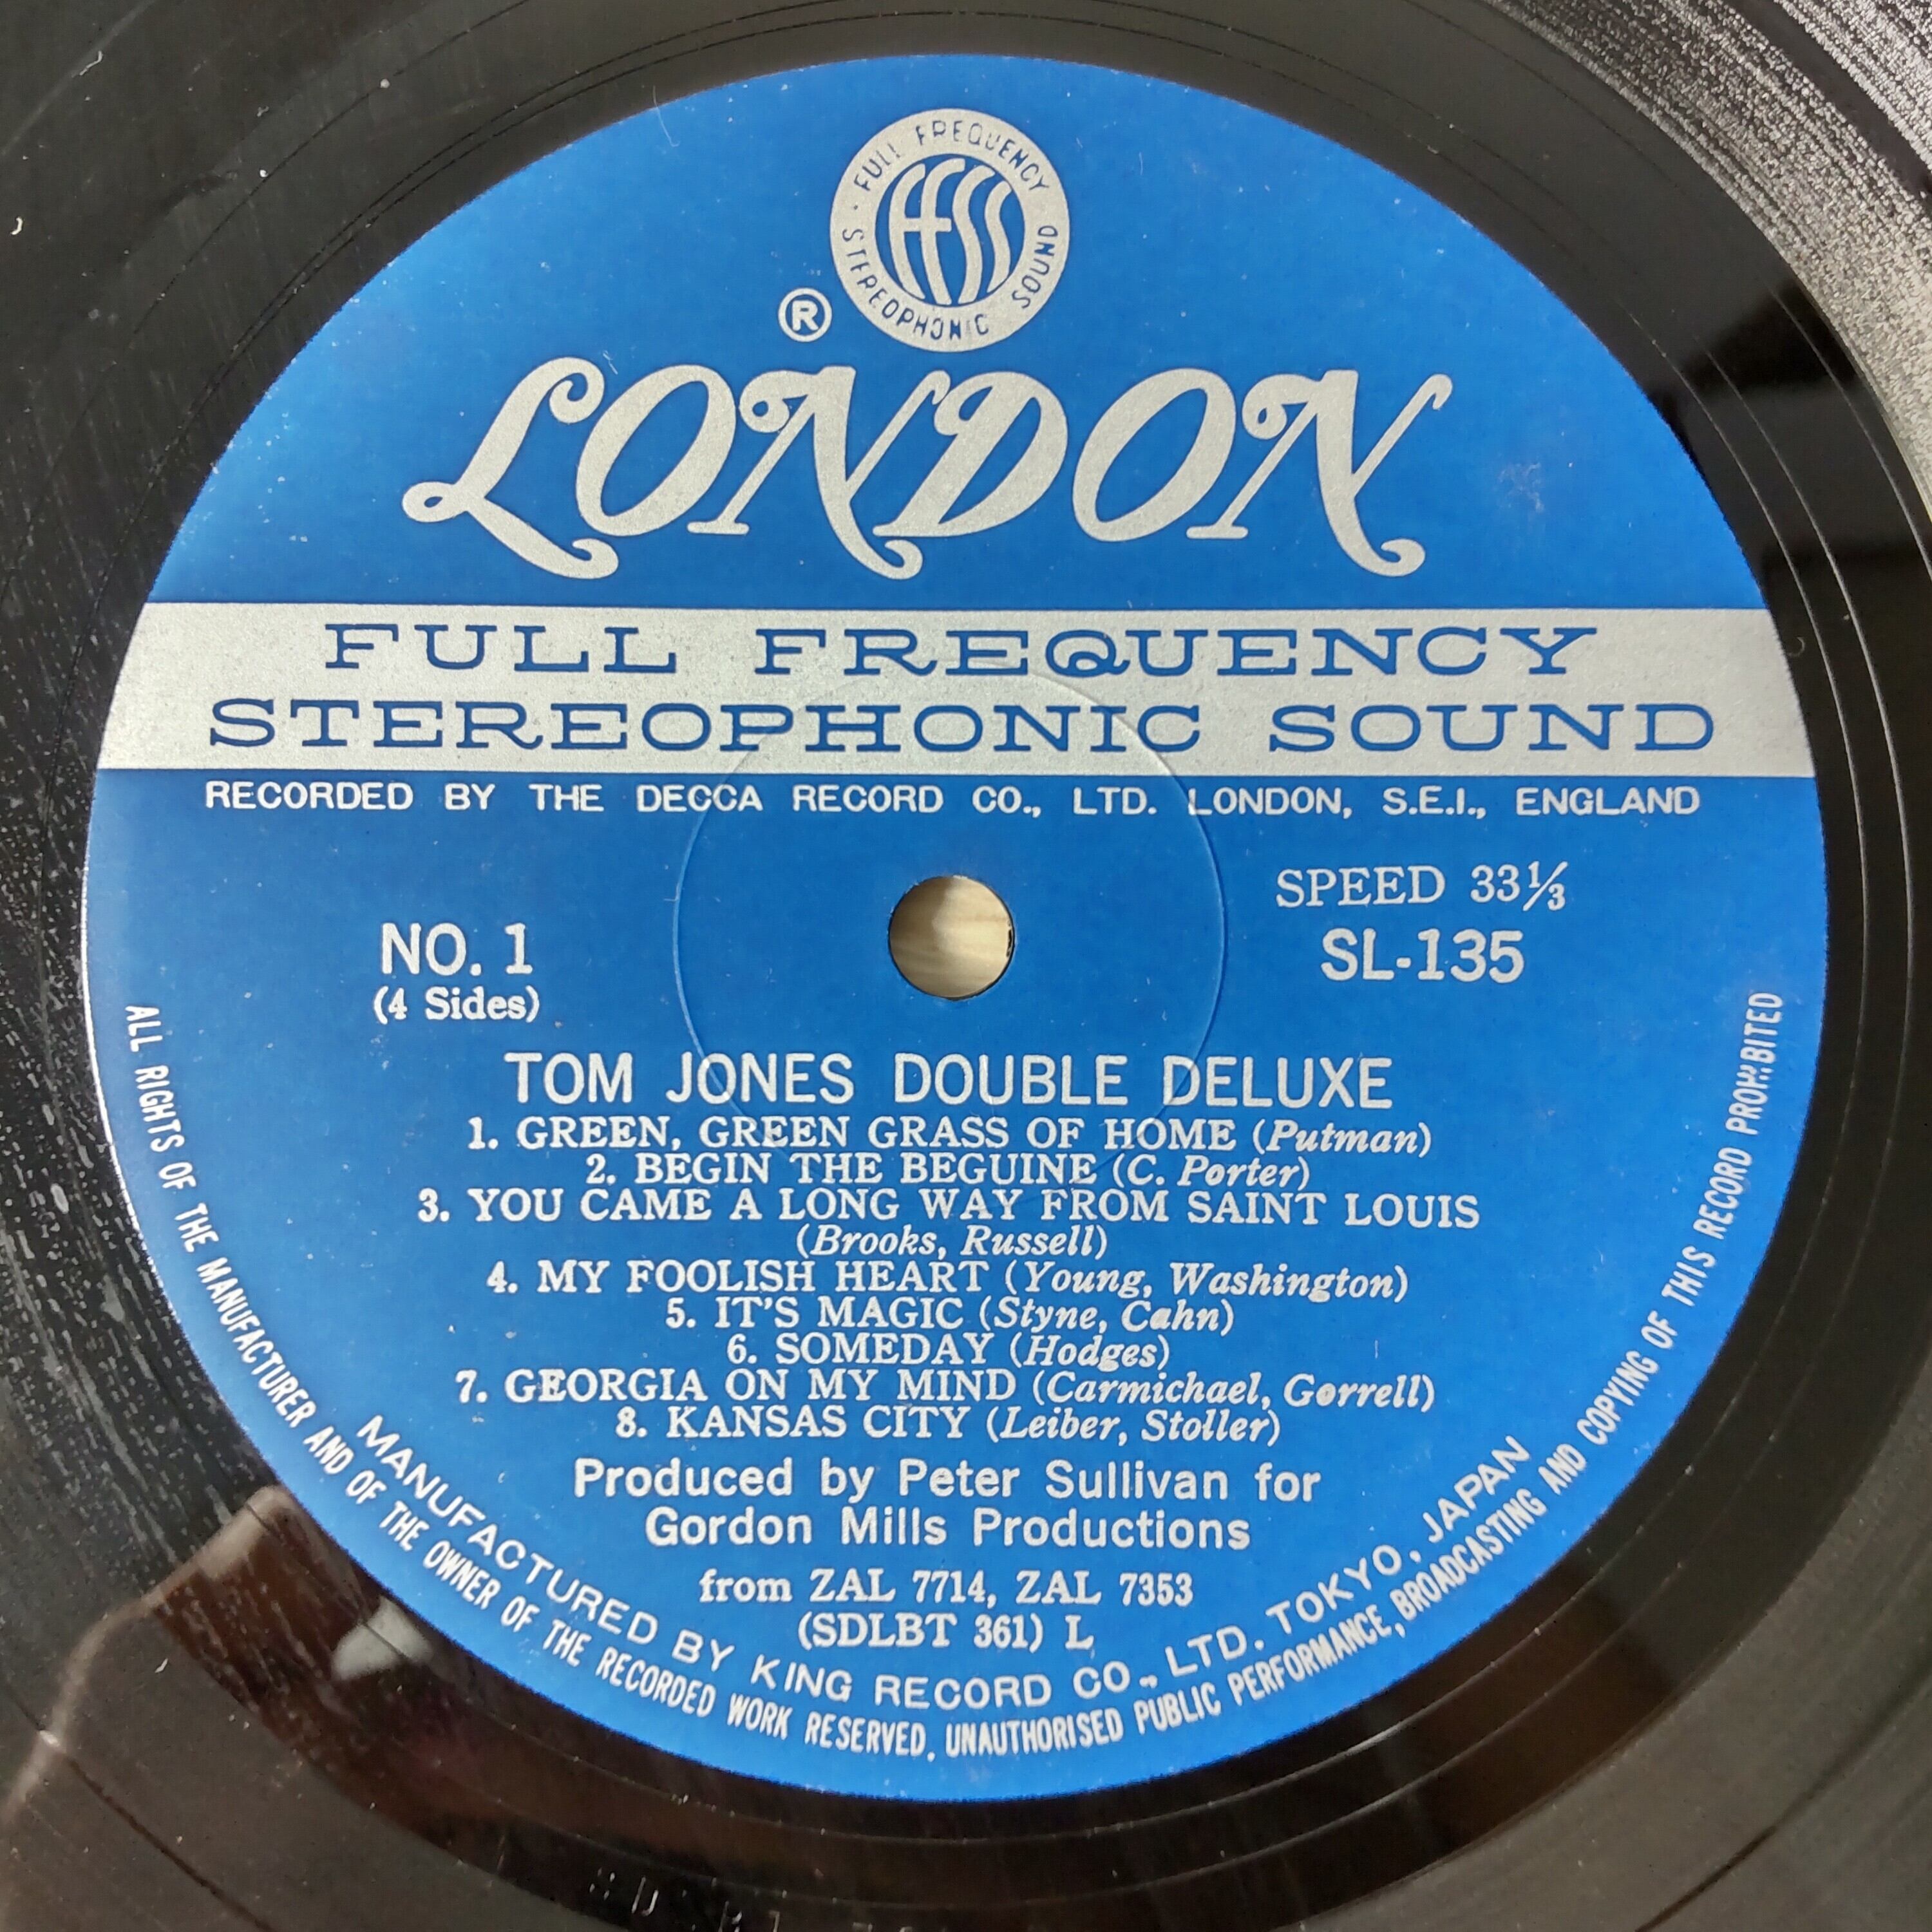 FULL FREQUENCY
STEREOPHONIC SOUND
ffss
®
LONDON
FULL FREQUENCY
STEREOPHONIC SOUND
RECORDED BY THE DECCA RECORD CO., LTD. LONDON, S.E.I., ENGLAND
SPEED 33⅓
NO. 1
SL-135
(4 Sides)
TOM JONES DOUBLE DELUXE
1. GREEN, GREEN GRASS OF HOME (Putman)
2. BEGIN THE BEGUINE (C. Porter)
3. YOU CAME A LONG WAY FROM SAINT LOUIS
(Brooks, Russell)
4. MY FOOLISH HEART (Young, Washington)
5. IT'S MAGIC (Styne, Cahn)
6. SOMEDAY (Hodges)
7. GEORGIA ON MY MIND (Carmichael, Gorrell)
8. KANSAS CITY (Leiber, Stoller)
Produced by Peter Sullivan for
Gordon Mills Productions
from ZAL 7714, ZAL 7353
(SDLBT 361) L
MANUFACTURED BY KING RECORD CO., LTD. TOKYO, JAPAN
ALL RIGHTS OF THE MANUFACTURER AND OF THE OWNER OF THE RECORDED WORK RESERVED. UNAUTHORISED PUBLIC PERFORMANCE, BROADCASTING AND COPYING OF THIS RECORD PROHIBITED